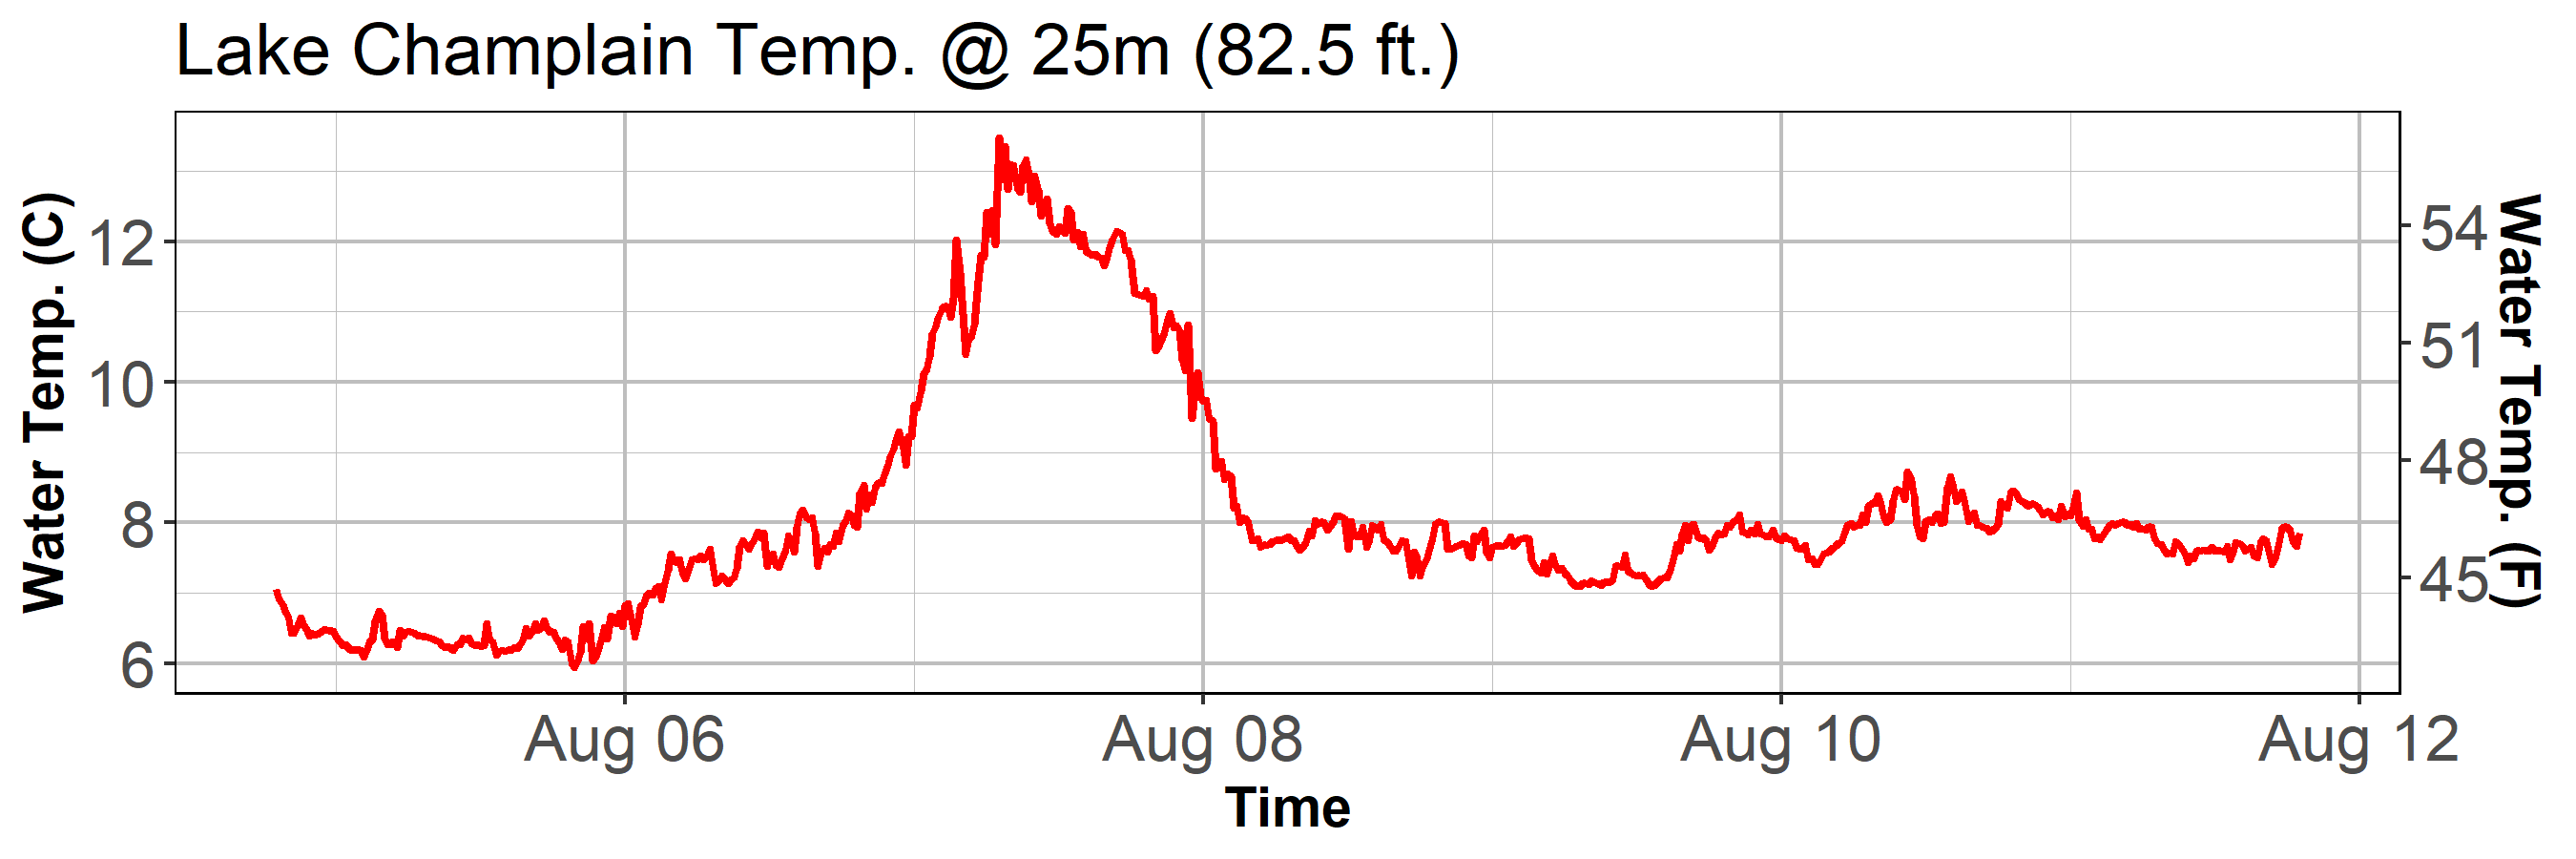 Lake Champlain Temp. @ 25m (82.5 ft.)
Water Temp. (C)
12
10
8
6
54
51
48
45
Water Temp. (F)
Aug 06 Aug 08 Aug 10 Aug 12
Time